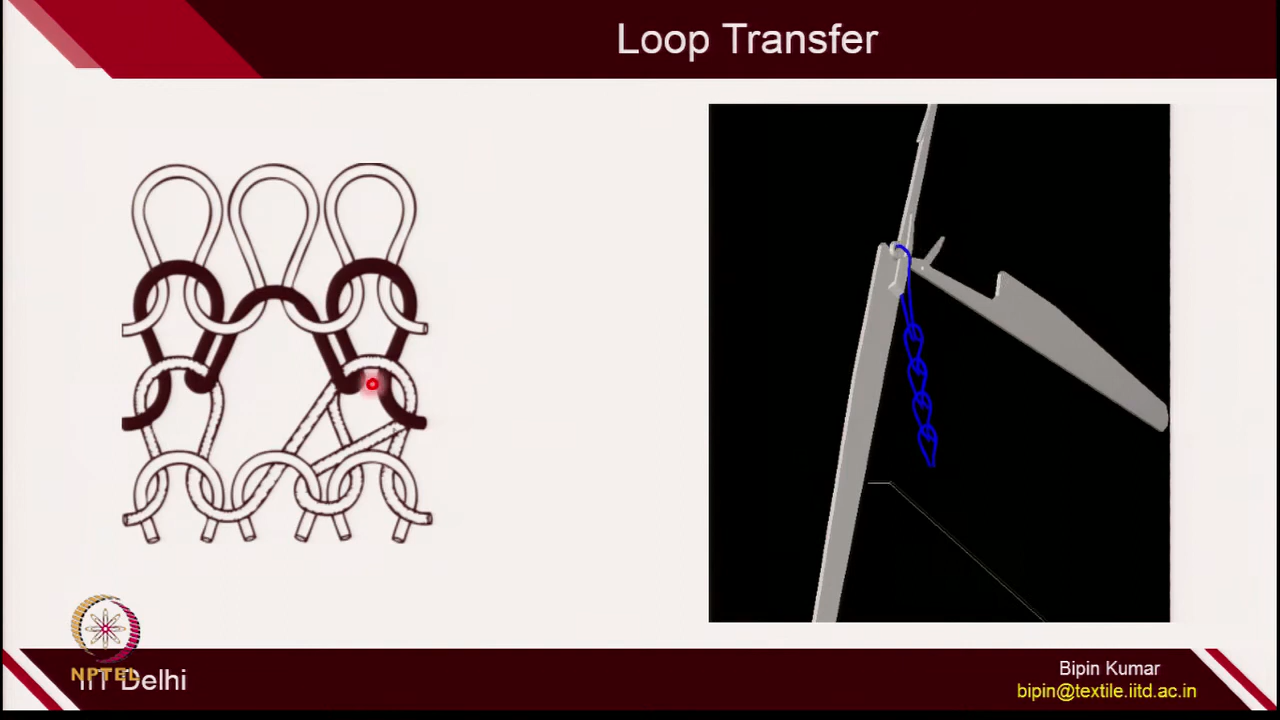 Loop Transfer
NPTEL
IIT Delhi
Bipin Kumar
bipin@textile.iitd.ac.in